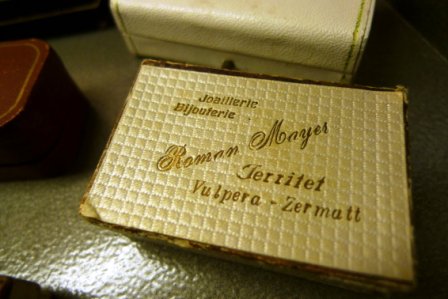 Joaillerie
Bijouterie
Roman Mayer
Territet
Vulpera - Zermatt